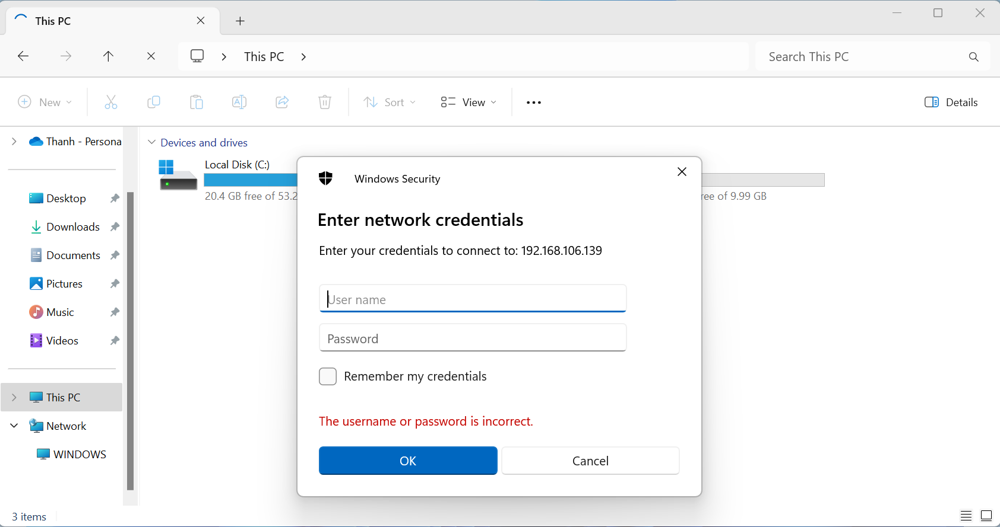 This PC
This PC
Search This PC
New
Sort
View
Details
Thanh - Persona
Desktop
Downloads
Documents
Pictures
Music
Videos
This PC
Network
WINDOWS
Devices and drives
Local Disk (C:)
20.4 GB free of 53.2
ree of 9.99 GB
Windows Security
Enter network credentials
Enter your credentials to connect to: 192.168.106.139
User name
Password
Remember my credentials
The username or password is incorrect.
OK
Cancel
3 items